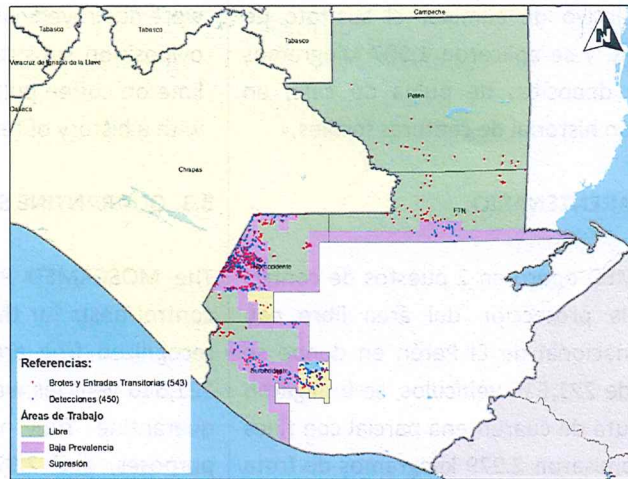 Campeche
Tabasco
Tabasco
Tabasco
N
Veracruz de Ignacio de la Llave
Oaxaca
Petén
Chiapas
FTN
Noroccidente
Suroccidente
Referencias:
Brotes y Entradas Transitorias (543)
Detecciones (450)
Áreas de Trabajo
Libre
Baja Prevalencia
Supresión